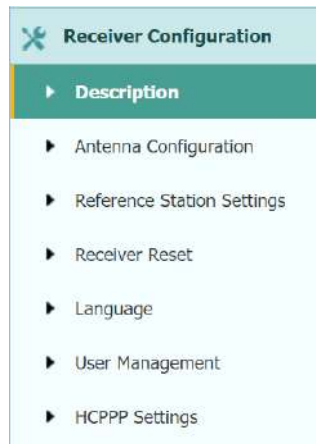 Receiver Configuration
Description
Antenna Configuration
Reference Station Settings
Receiver Reset
Language
User Management
HCPPP Settings